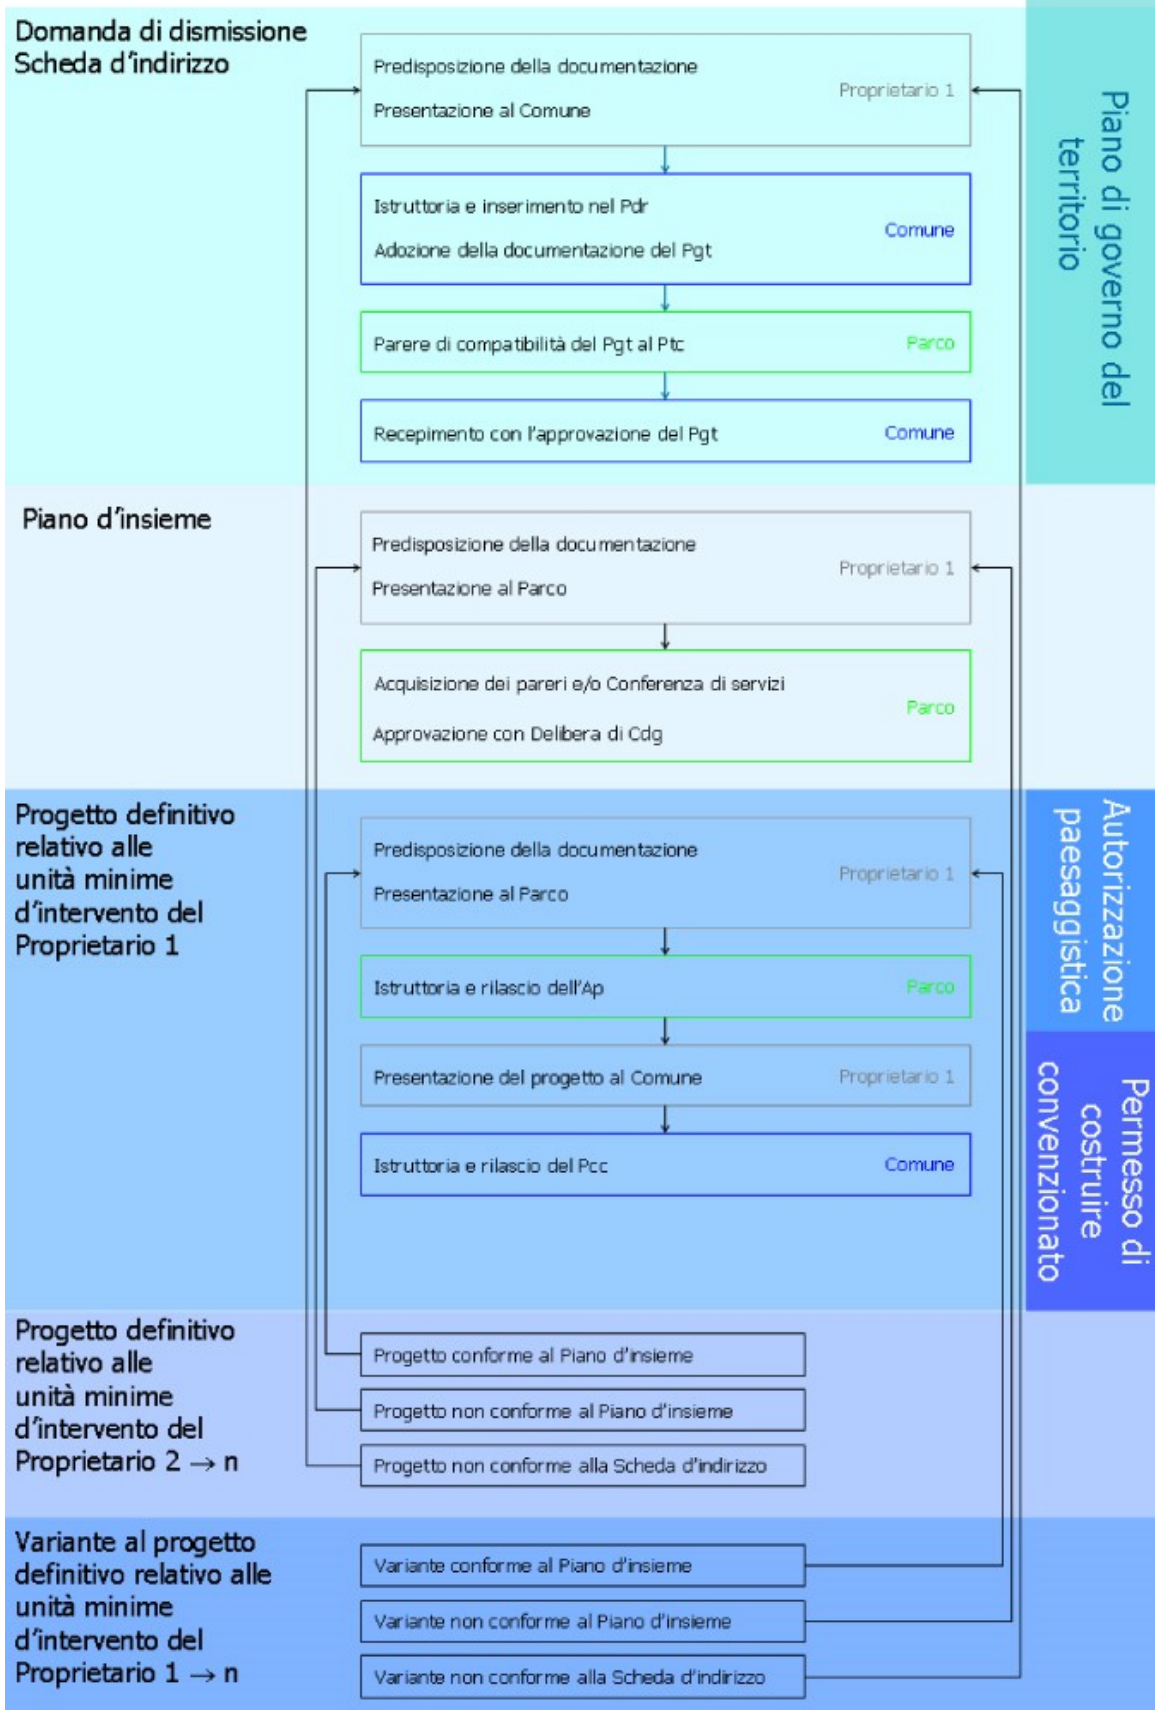 Domanda di dismissione
Scheda d'indirizzo
Predisposizione della documentazione
Presentazione al Comune
Proprietario 1
Istruttoria e inserimento nel Pdr
Adozione della documentazione del Pgt
Comune
Parere di compatibilità del Pgt al Ptc
Parco
Recepimento con l'approvazione del Pgt
Comune
Piano di governo del
territorio
Piano d'insieme
Predisposizione della documentazione
Presentazione al Parco
Proprietario 1
Acquisizione dei pareri e/o Conferenza di servizi
Approvazione con Delibera di Cdg
Parco
Progetto definitivo
relativo alle
unità minime
d'intervento del
Proprietario 1
Predisposizione della documentazione
Presentazione al Parco
Proprietario 1
Istruttoria e rilascio dell'Ap
Parco
Presentazione del progetto al Comune
Proprietario 1
Istruttoria e rilascio del Pcc
Comune
Autorizzazione
paesaggistica
Permesso di
costruire
convenzionato
Progetto definitivo
relativo alle
unità minime
d'intervento del
Proprietario 2 → n
Progetto conforme al Piano d'insieme
Progetto non conforme al Piano d'insieme
Progetto non conforme alla Scheda d'indirizzo
Variante al progetto
definitivo relativo alle
unità minime
d'intervento del
Proprietario 1 → n
Variante conforme al Piano d'insieme
Variante non conforme al Piano d'insieme
Variante non conforme alla Scheda d'indirizzo